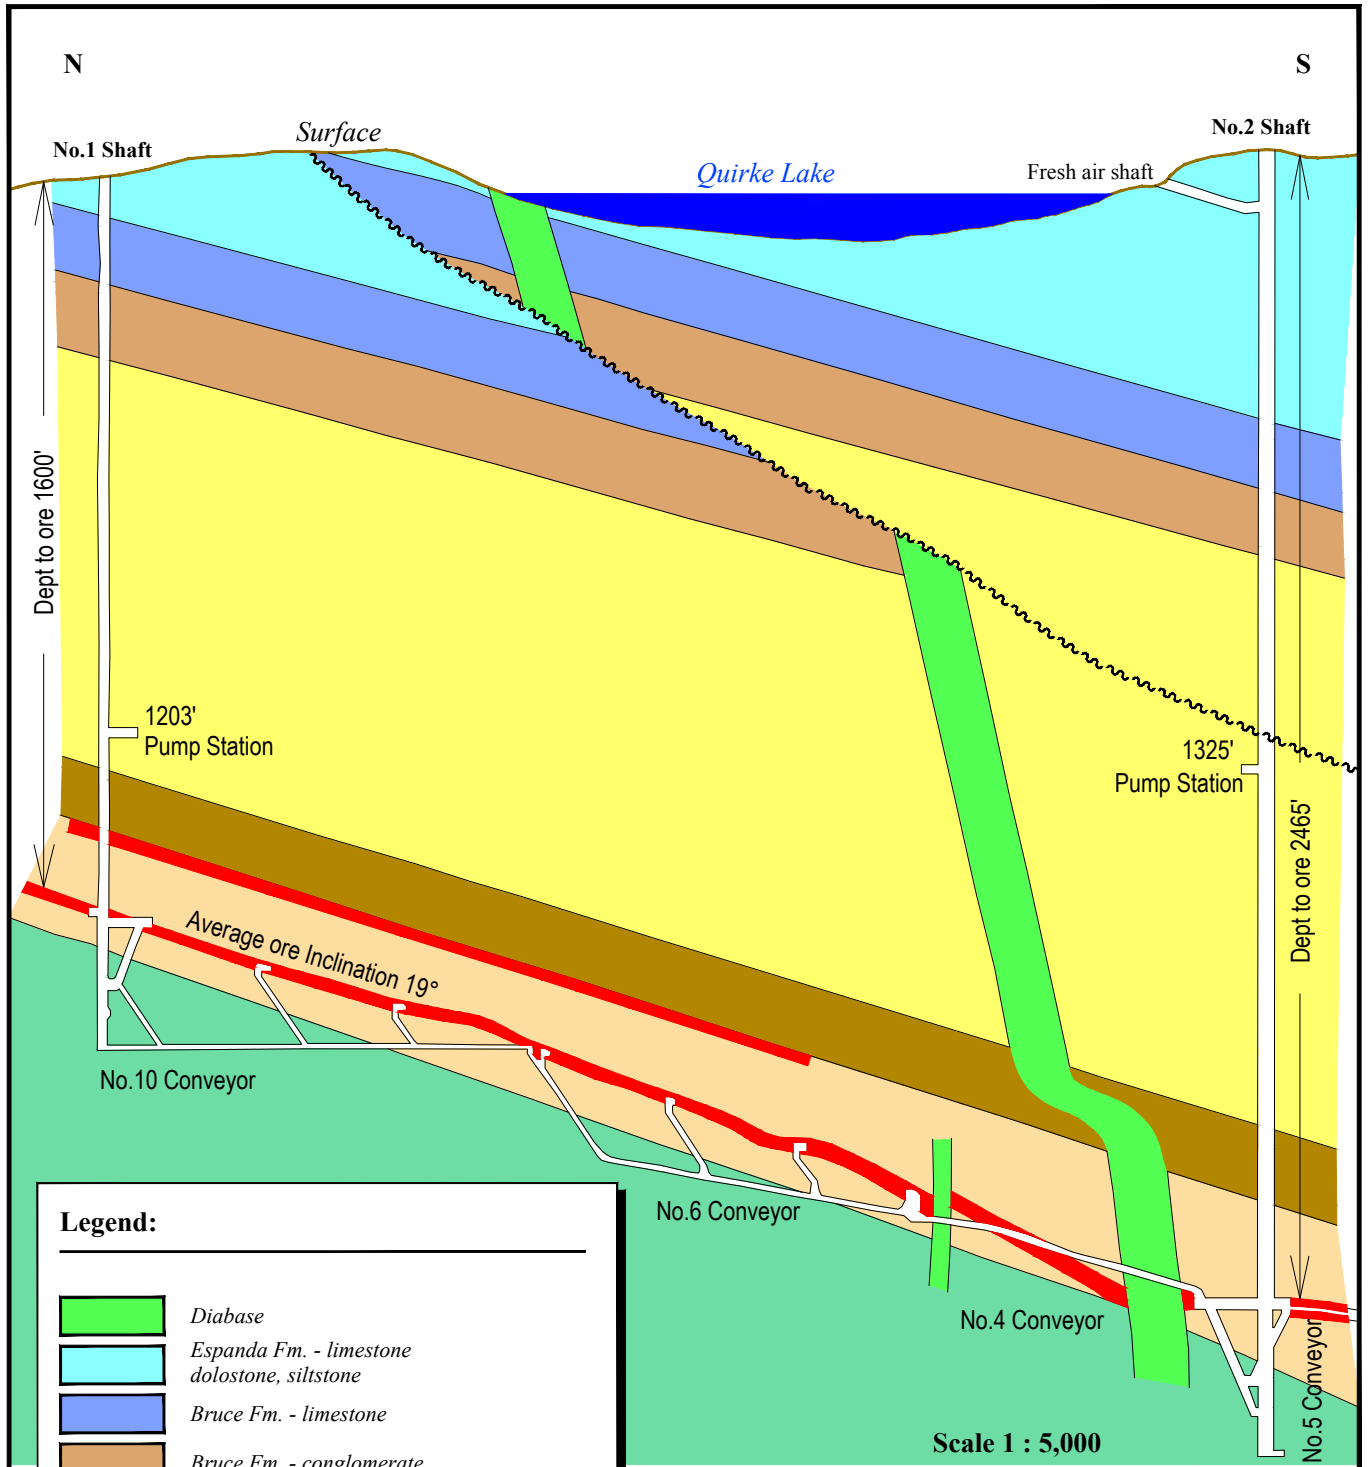 N
S
Surface
No.2 Shaft
No.1 Shaft
Quirke Lake
Fresh air shaft
Dept to ore 1600'
1203'
Pump Station
1325'
Pump Station
Dept to ore 2465'
Average ore Inclination 19°
No.10 Conveyor
No.6 Conveyor
No.4 Conveyor
No.5 Conveyor
Legend:
Diabase
Espanda Fm. - limestone
dolostone, siltstone
Bruce Fm. - limestone
Bruce Fm. - conglomerate
Scale 1 : 5,000